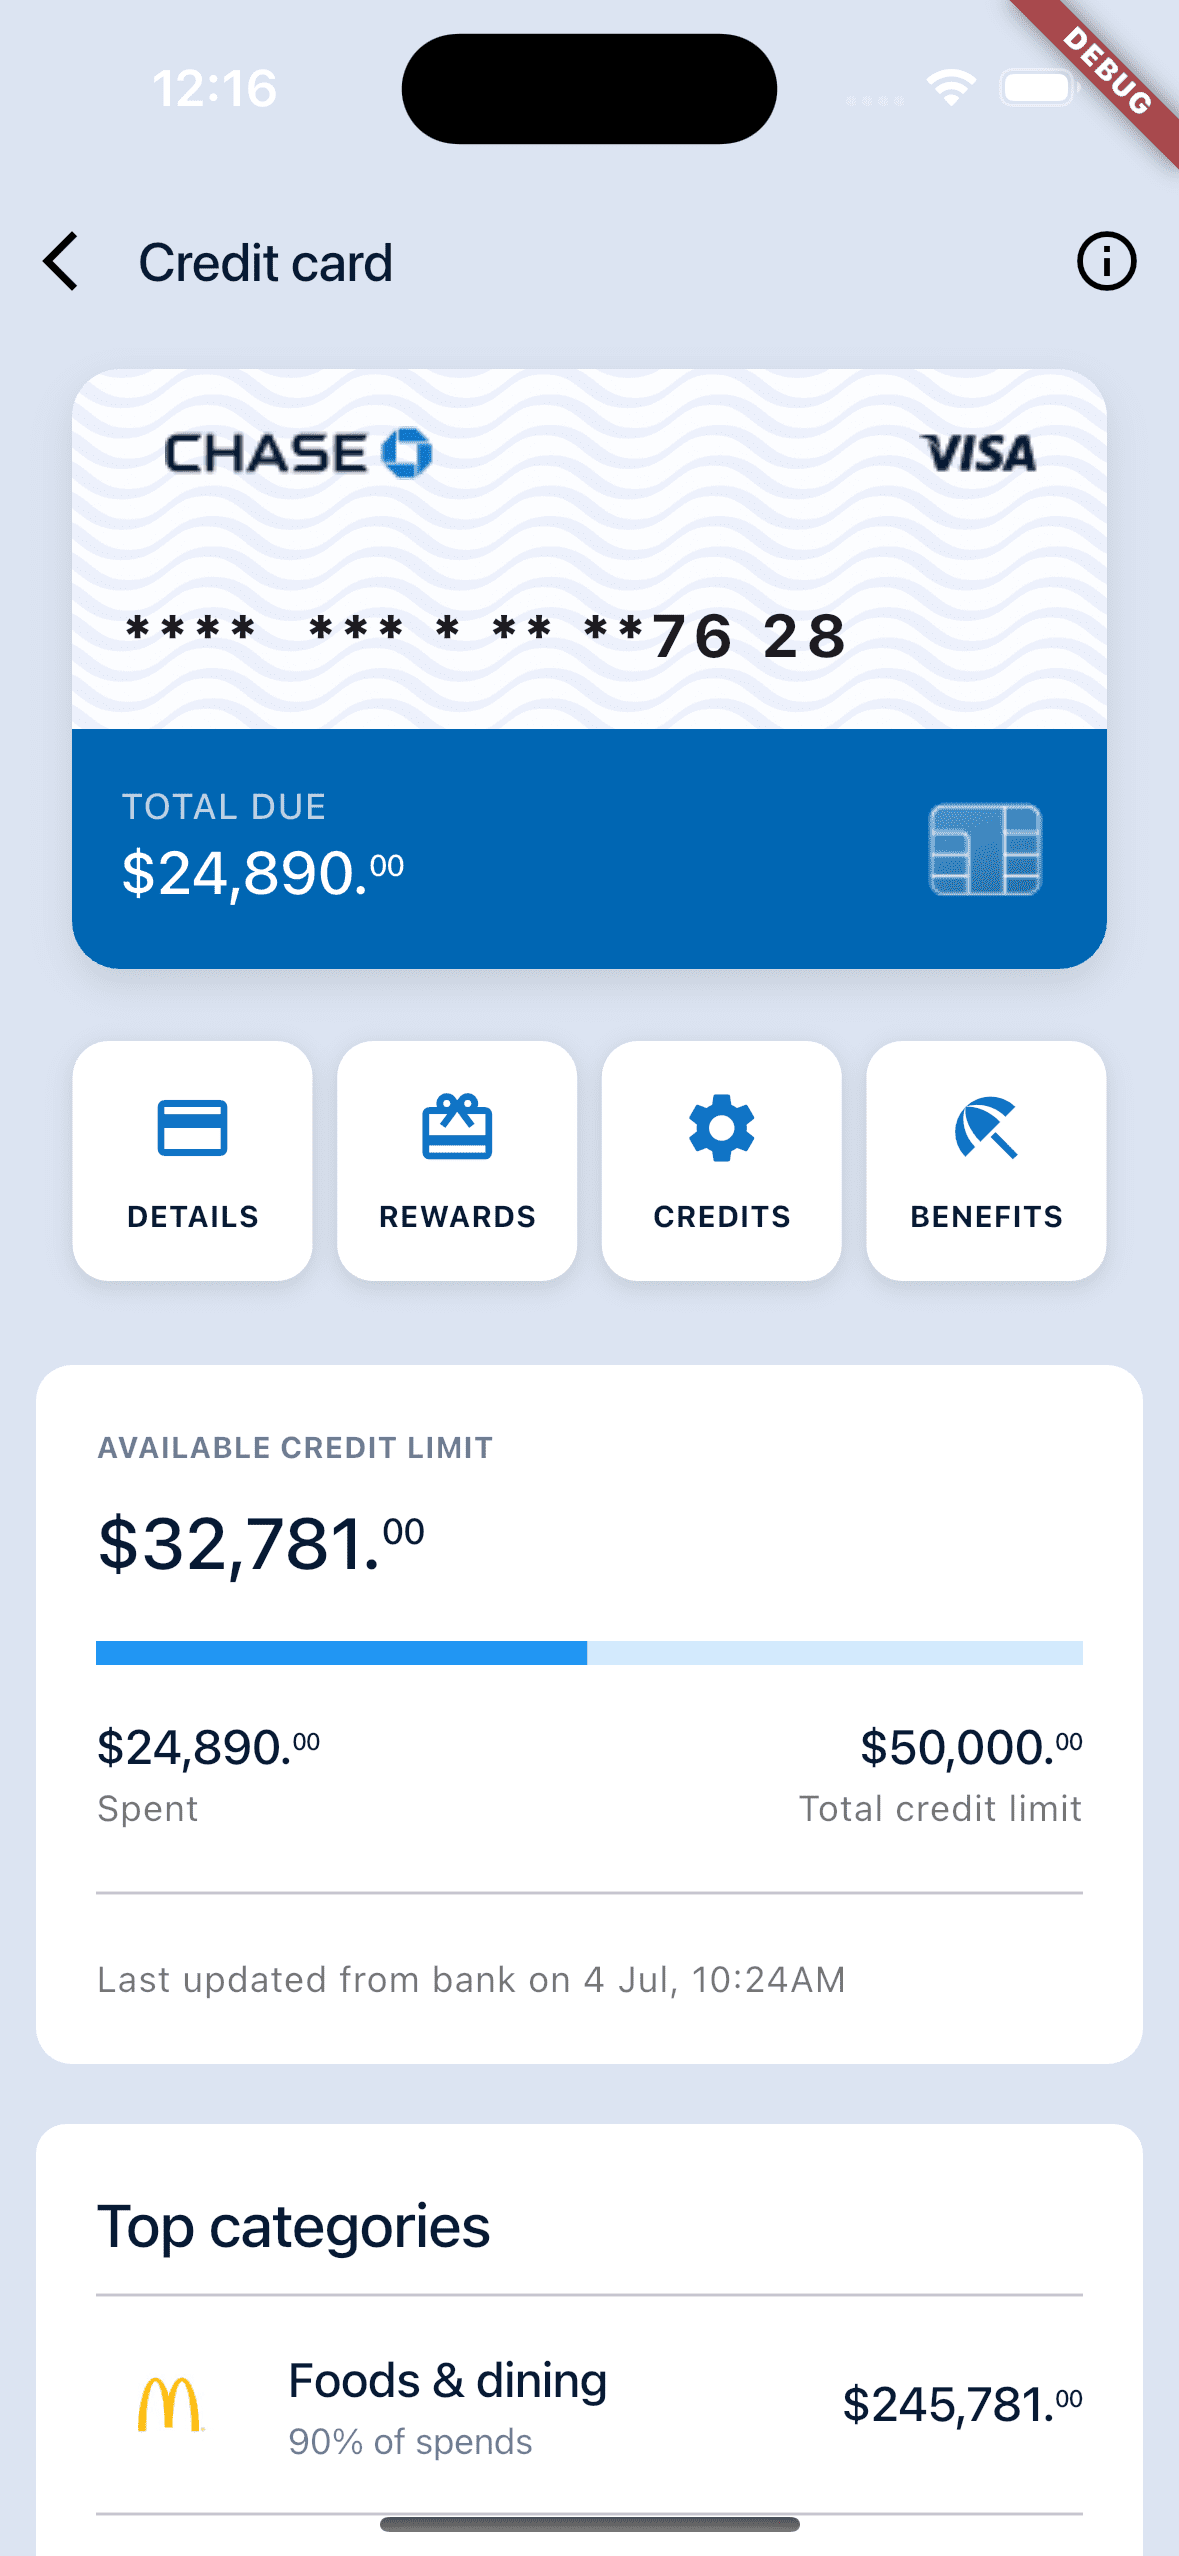 12:16
DEBUG
Credit card
CHASE
VISA
**** *** * ** **76 28
TOTAL DUE
$24,890.00
DETAILS
REWARDS
CREDITS
BENEFITS
AVAILABLE CREDIT LIMIT
$32,781.00
$24,890.00
$50,000.00
Spent
Total credit limit
Last updated from bank on 4 Jul, 10:24AM
Top categories
Foods & dining
$245,781.00
90% of spends